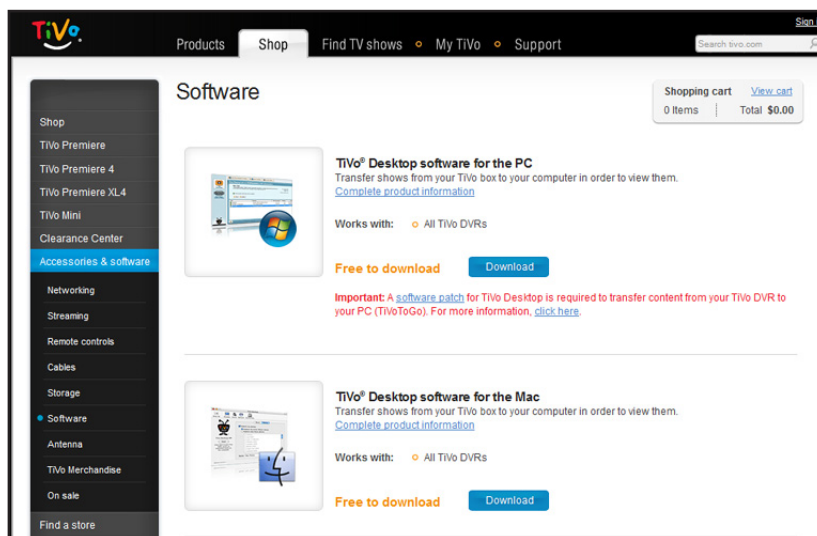 TiVo
Sign
Products
Shop
Find TV shows
My TiVo
Support
Search tivo.com
Software
Shopping cart View cart
0 Items Total $0.00
Shop
TiVo Premiere
TiVo Premiere 4
TiVo Premiere XL4
TiVo Mini
Clearance Center
Accessories & software
Networking
Streaming
Remote controls
Cables
Storage
Software
Antenna
TiVo Merchandise
On sale
Find a store
TiVo® Desktop software for the PC
Transfer shows from your TiVo box to your computer in order to view them.
Complete product information
Works with: All TiVo DVRs
Free to download Download
Important: A software patch for TiVo Desktop is required to transfer content from your TiVo DVR to
your PC (TiVoToGo). For more information, click here.
TiVo® Desktop software for the Mac
Transfer shows from your TiVo box to your computer in order to view them.
Complete product information
Works with: All TiVo DVRs
Free to download Download